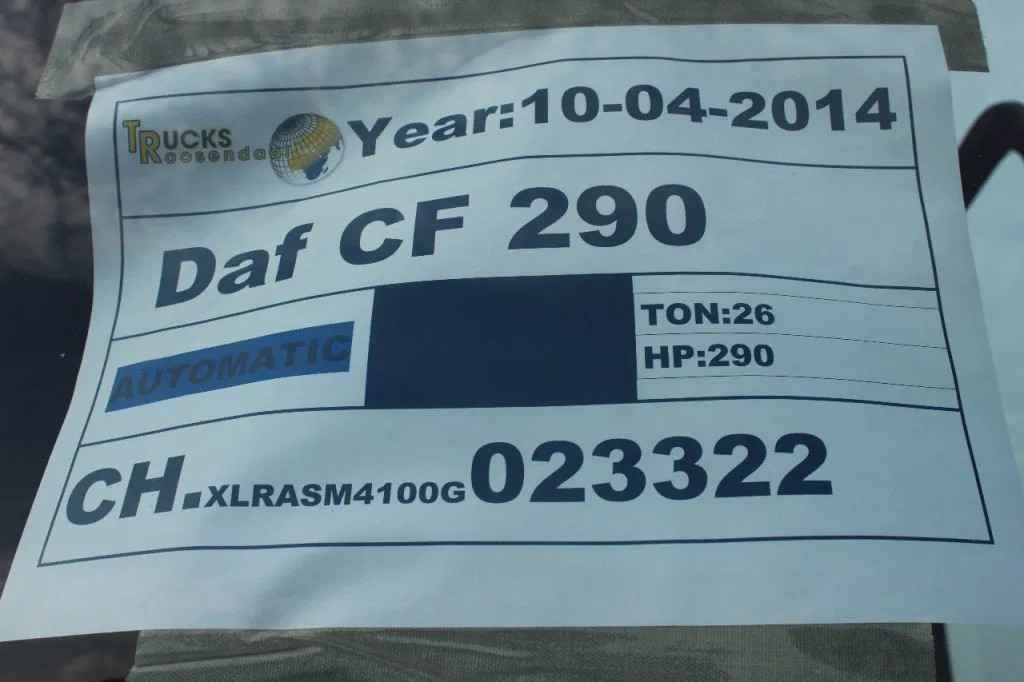 TRUCKS
Roosendaal
Year:10-04-2014
Daf CF 290
AUTOMATIC
TON:26
HP:290
CH.XLRASM4100G023322